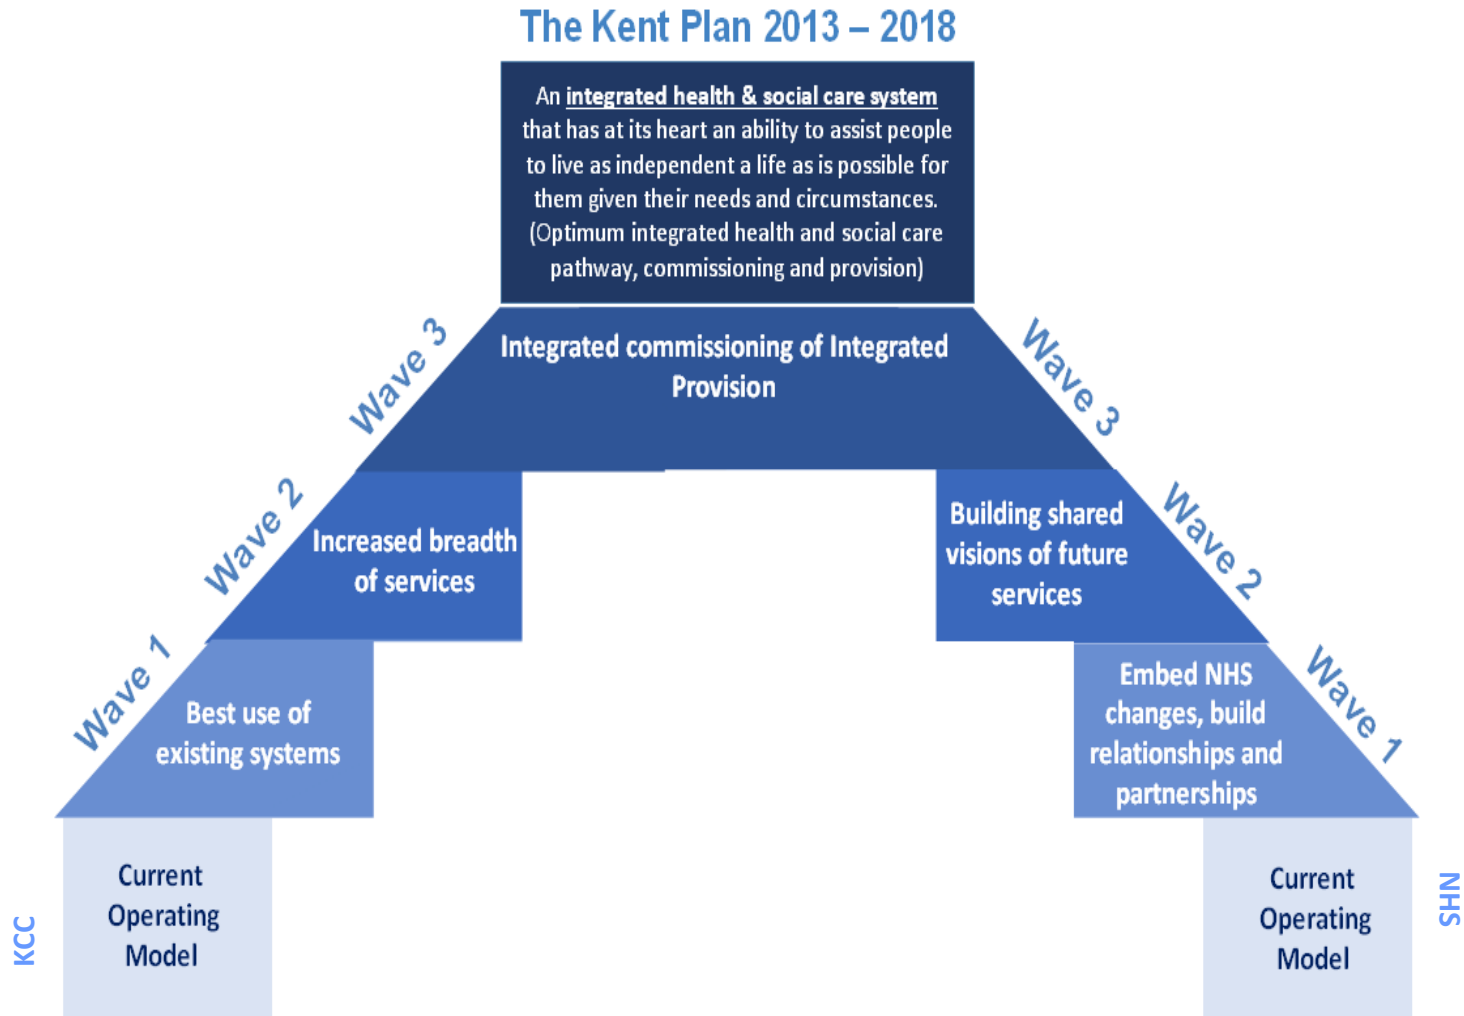 The Kent Plan 2013 – 2018
An integrated health & social care system
that has at its heart an ability to assist people
to live as independent a life as is possible for
them given their needs and circumstances.
(Optimum integrated health and social care
pathway, commissioning and provision)
Wave 3
Integrated commissioning of Integrated
Provision
Wave 3
Wave 2
Increased breadth
of services
Building shared
visions of future
services
Wave 2
Wave 1
Best use of
existing systems
Embed NHS
changes, build
relationships and
partnerships
Wave 1
KCC
Current
Operating
Model
Current
Operating
Model
NHS